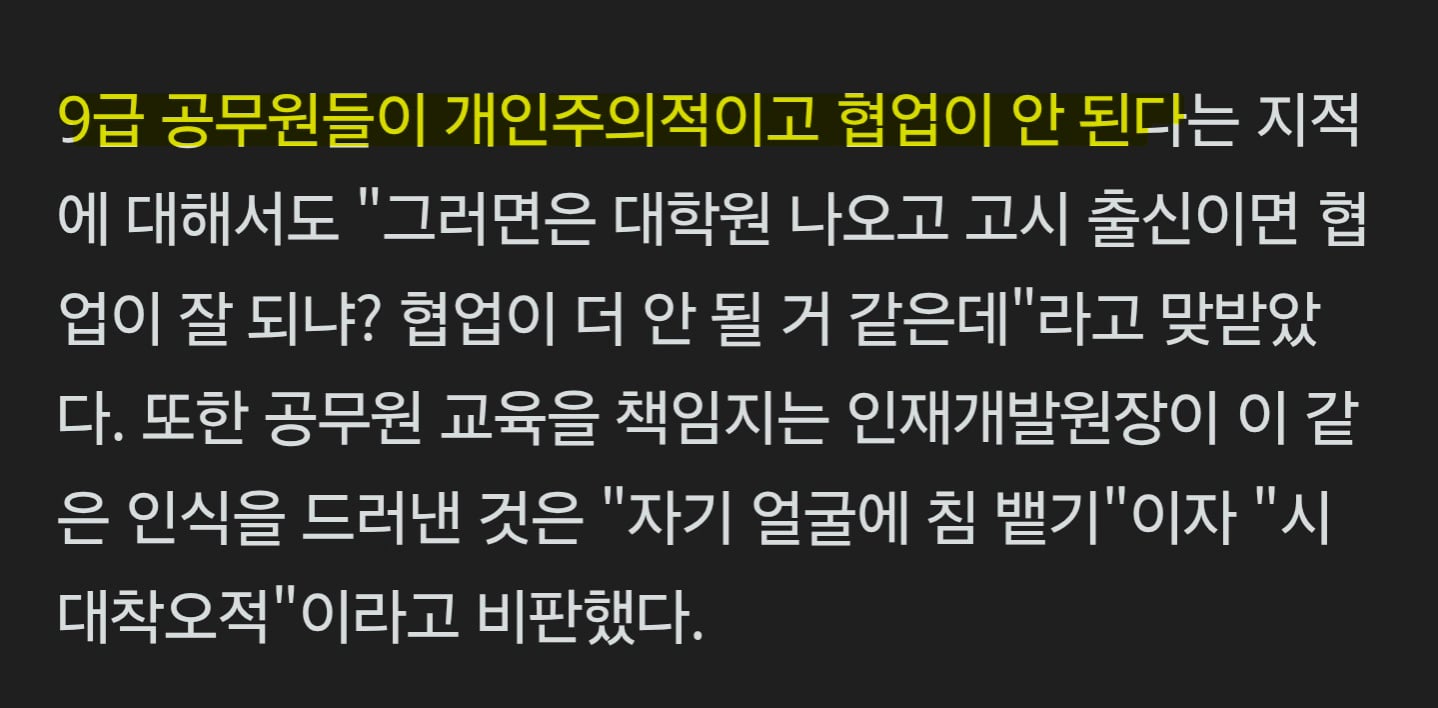 9급 공무원들이 개인주의적이고 협업이 안 된다는 지적
에 대해서도 "그러면은 대학원 나오고 고시 출신이면 협
업이 잘 되냐? 협업이 더 안 될 거 같은데"라고 맞받았
다. 또한 공무원 교육을 책임지는 인재개발원장이 이 같
은 인식을 드러낸 것은 "자기 얼굴에 침 뱉기"이자 "시
대착오적"이라고 비판했다.